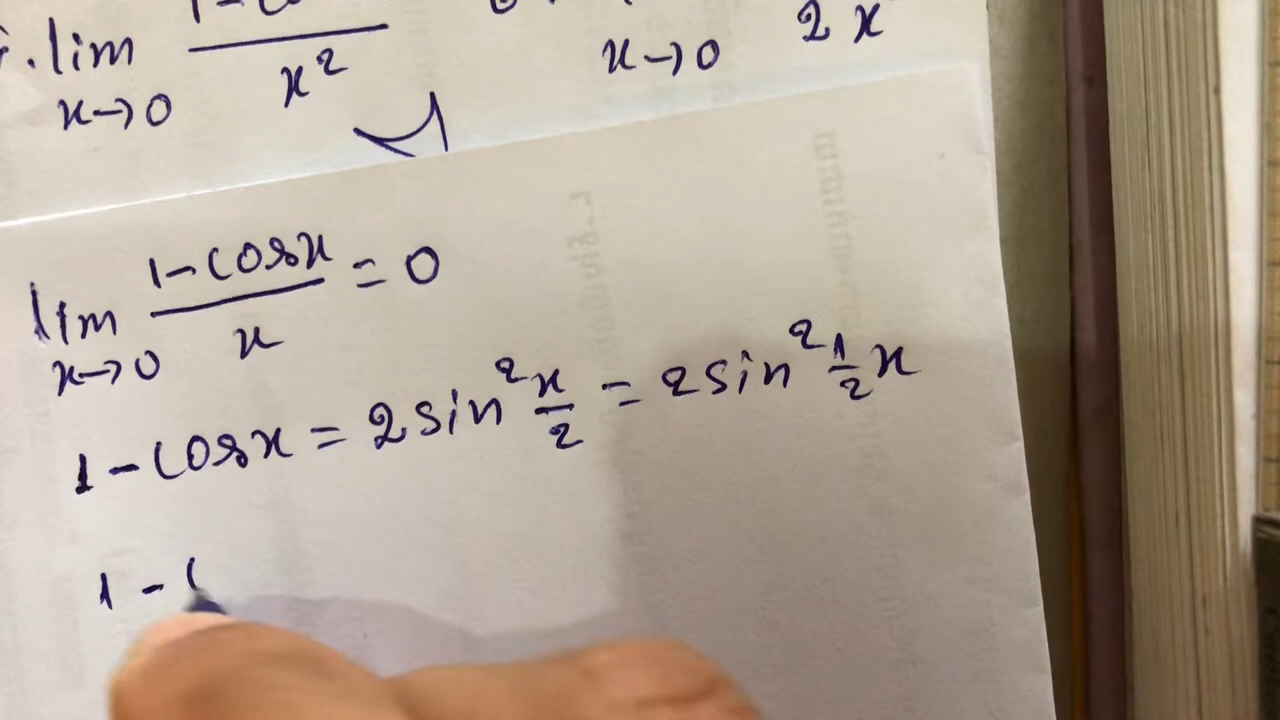 lim x→0 1-co / x² x→0 2x
lim x→0 1-cosx / x = 0
1-cosx = 2sin² x/2 = 2sin² 1/2 x
1-(